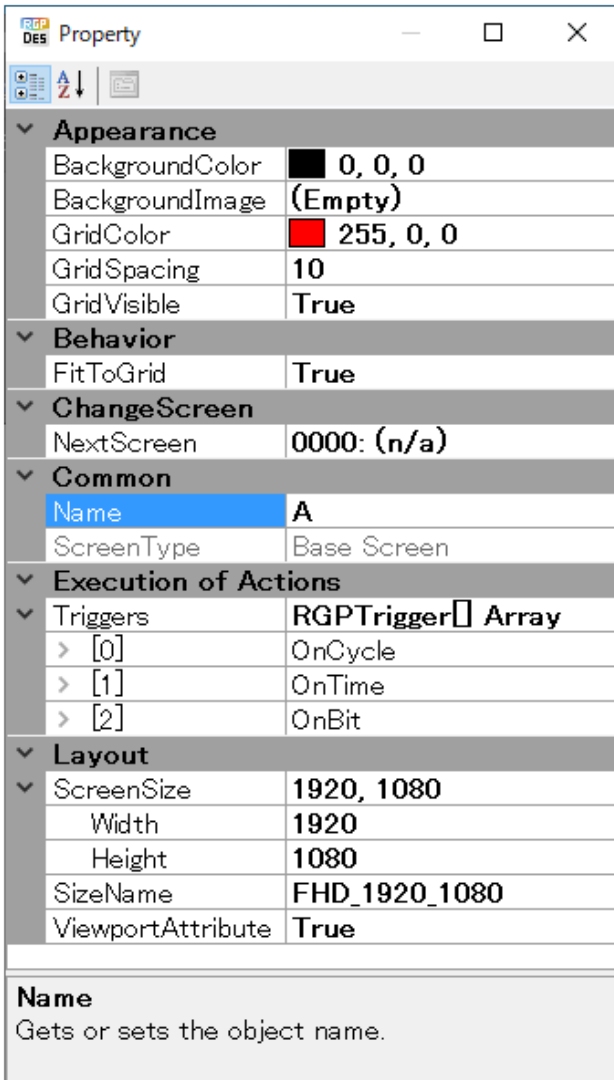 RGP
DES Property
A
Z
Appearance
BackgroundColor 0, 0, 0
BackgroundImage (Empty)
GridColor 255, 0, 0
GridSpacing 10
GridVisible True
Behavior
FitToGrid True
ChangeScreen
NextScreen 0000: (n/a)
Common
Name A
ScreenType Base Screen
Execution of Actions
Triggers RGPTrigger[] Array
[0] OnCycle
[1] OnTime
[2] OnBit
Layout
ScreenSize 1920, 1080
Width 1920
Height 1080
SizeName FHD_1920_1080
ViewportAttribute True
Name
Gets or sets the object name.